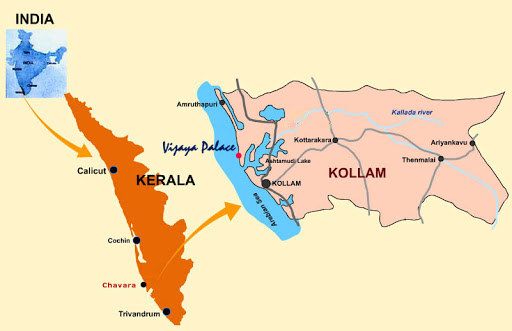 INDIA
Amruthapuri
Kallada river
Vijaya Palace
Kottarakera
Ariyankavu
Ashtamudi Lake
Thenmalai
Calicut
KERALA
KOLLAM
KOLLAM
Arabian Sea
Cochin
Chavara
Trivandrum